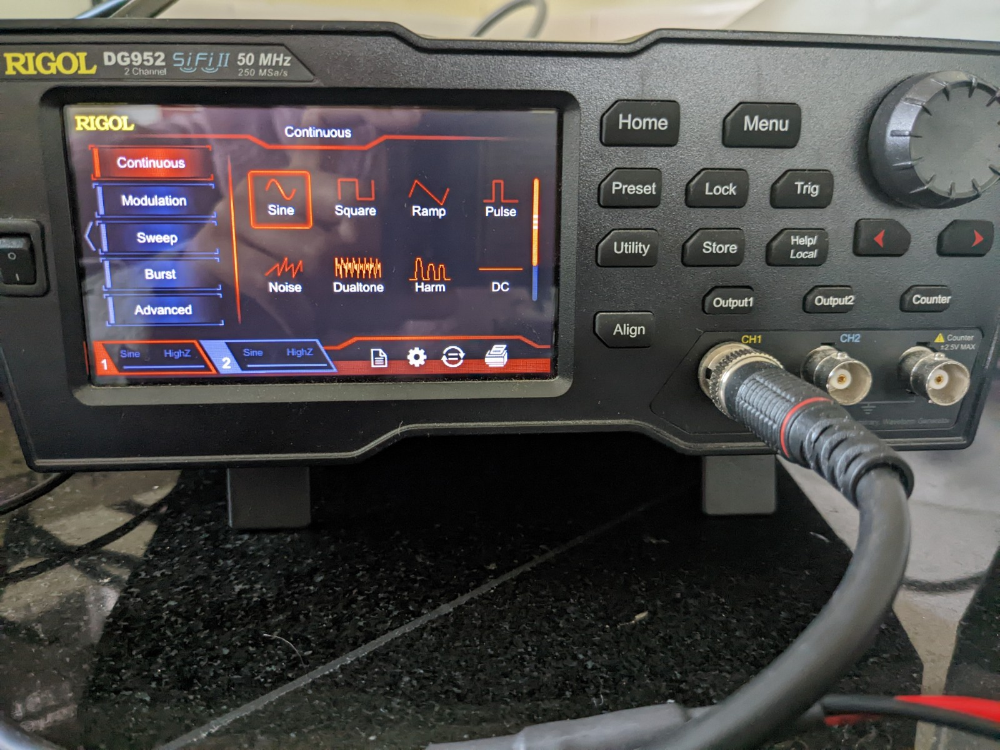 RIGOL DG952 SiFi II 50 MHz
2 Channel 250 MSa/s
RIGOL
Continuous
Continuous
Modulation
Sweep
Burst
Advanced
Sine Square Ramp Pulse
Noise Dualtone Harm DC
1 Sine HighZ
2 Sine HighZ
Home Menu
Preset Lock Trig
Utility Store Help/
Local
Output1 Output2 Counter
Align
CH1 CH2
Counter
±2.5V MAX
Waveform Generator